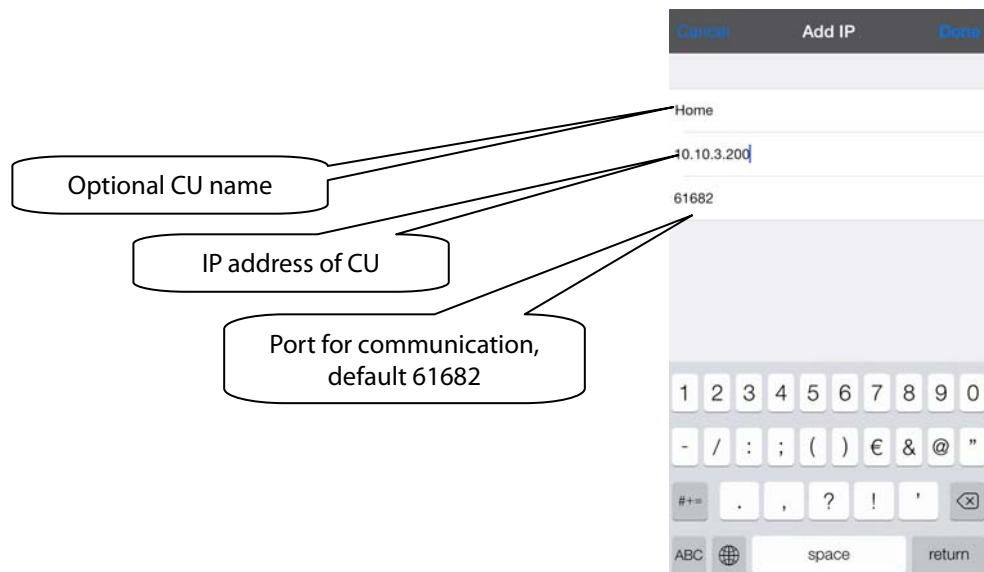 Cancel Add IP Done
Home
10.10.3.200
61682
Optional CU name
IP address of CU
Port for communication,
default 61682
1 2 3 4 5 6 7 8 9 0
- / : ; ( ) € & @ "
#+= . , ? ! '
ABC space return